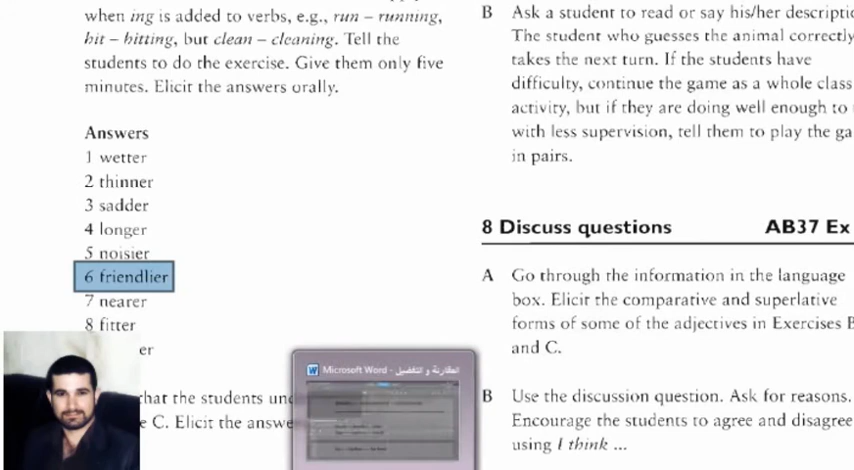 when ing is added to verbs, e.g., run – running,
hit – hitting, but clean – cleaning. Tell the
students to do the exercise. Give them only five
minutes. Elicit the answers orally.
Answers
1 wetter
2 thinner
3 sadder
4 longer
5 noisier
6 friendlier
7 nearer
8 fitter
er
that the students und
e C. Elicit the answe
Microsoft Word - المقارنة و التفضيل
B Ask a student to read or say his/her descriptio
The student who guesses the animal correctly
takes the next turn. If the students have
difficulty, continue the game as a whole class
activity, but if they are doing well enough to
with less supervision, tell them to play the ga
in pairs.
8 Discuss questions AB37 Ex
A Go through the information in the language
box. Elicit the comparative and superlative
forms of some of the adjectives in Exercises B
and C.
B Use the discussion question. Ask for reasons.
Encourage the students to agree and disagree
using I think ...